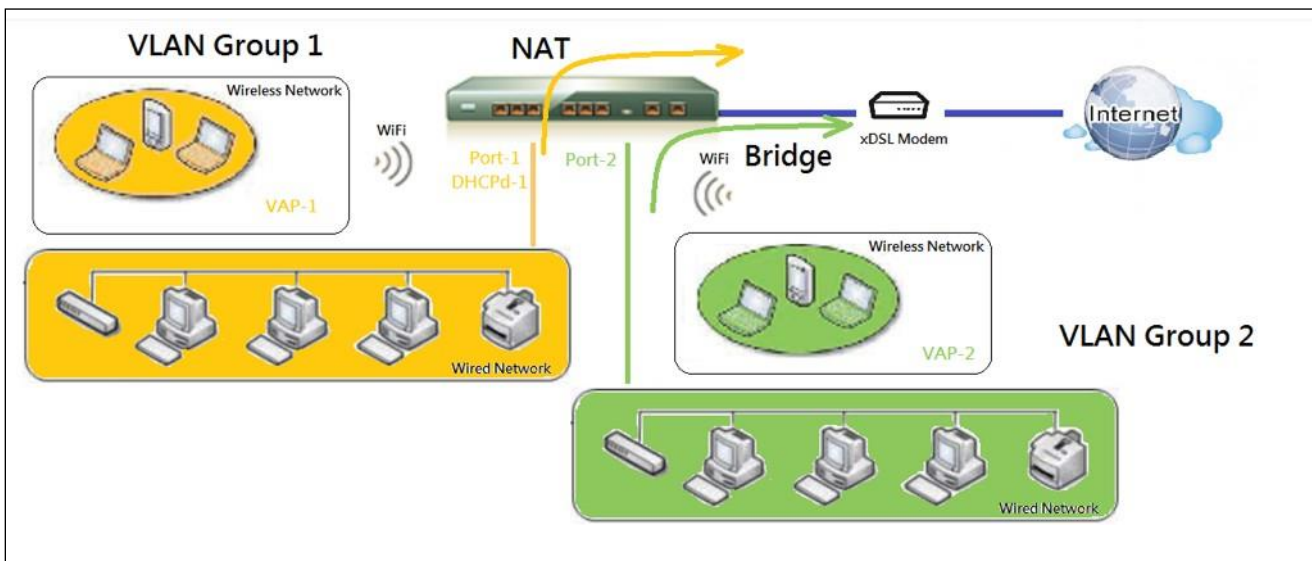 VLAN Group 1
NAT
Wireless Network
WiFi
VAP-1
Port-1
DHCPd-1
Port-2
WiFi
Bridge
xDSL Modem
Internet
Wireless Network
VAP-2
VLAN Group 2
Wired Network
Wired Network